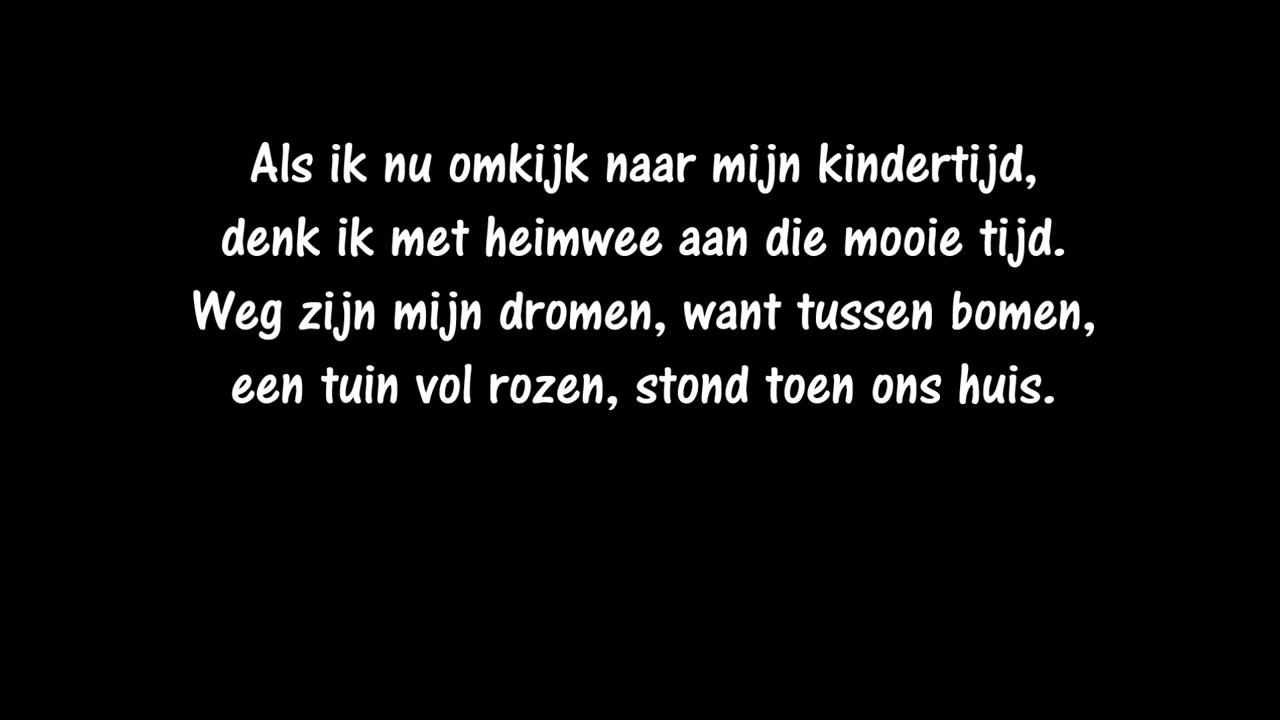 Als ik nu omkijk naar mijn kindertijd,
denk ik met heimwee aan die mooie tijd.
Weg zijn mijn dromen, want tussen bomen,
een tuin vol rozen, stond toen ons huis.